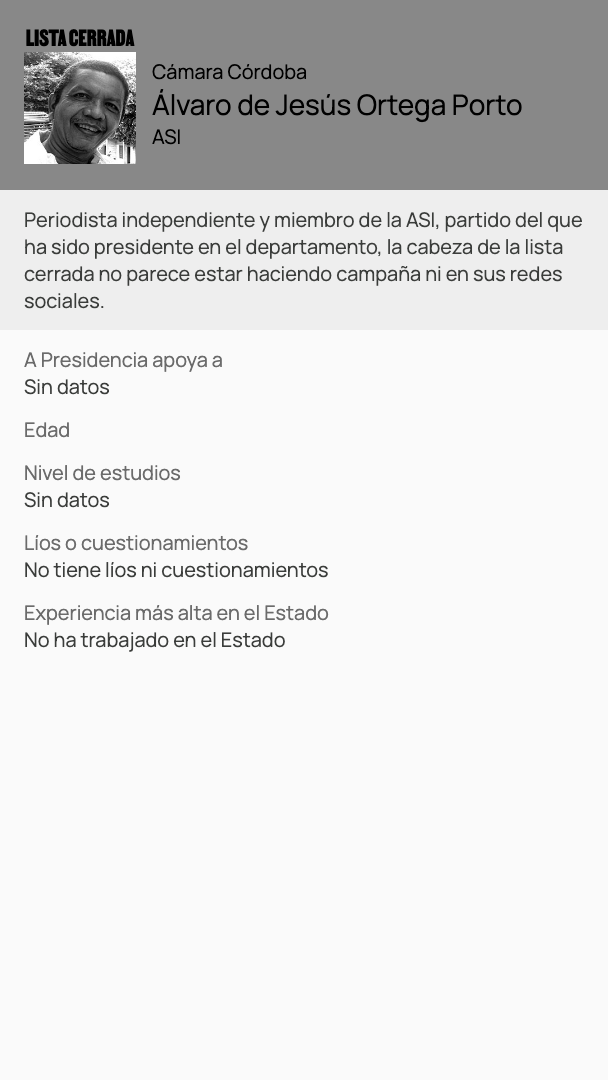 LISTA CERRADA
Cámara Córdoba
Álvaro de Jesús Ortega Porto
ASI
Periodista independiente y miembro de la ASI, partido del que
ha sido presidente en el departamento, la cabeza de la lista
cerrada no parece estar haciendo campaña ni en sus redes
sociales.
A Presidencia apoya a
Sin datos
Edad
Nivel de estudios
Sin datos
Líos o cuestionamientos
No tiene líos ni cuestionamientos
Experiencia más alta en el Estado
No ha trabajado en el Estado